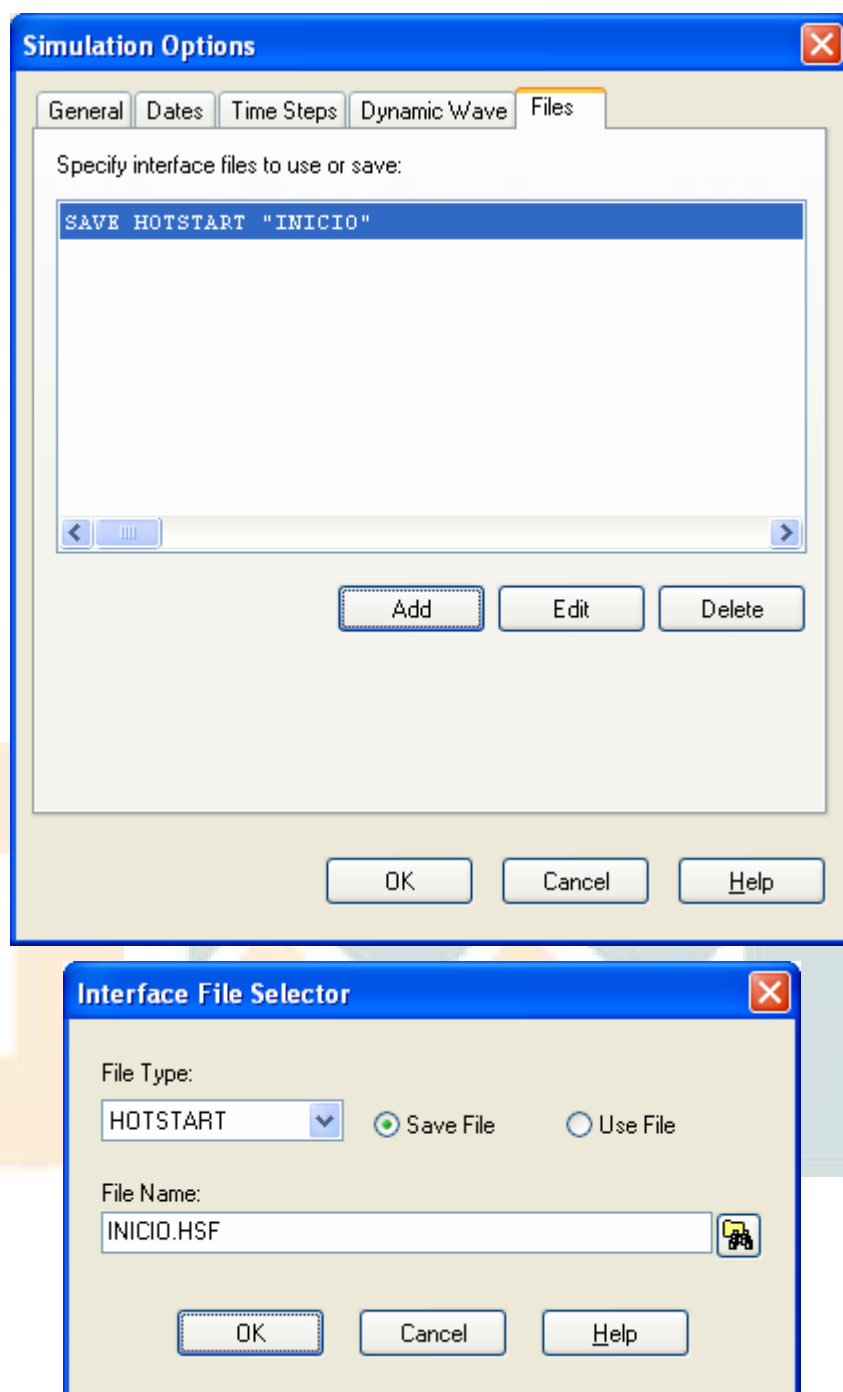 Simulation Options
General Dates Time Steps Dynamic Wave Files
Specify interface files to use or save:
SAVE HOTSTART "INICIO"
Add Edit Delete
OK Cancel Help
Interface File Selector
File Type:
HOTSTART Save File Use File
File Name:
INICIO.HSF
OK Cancel Help